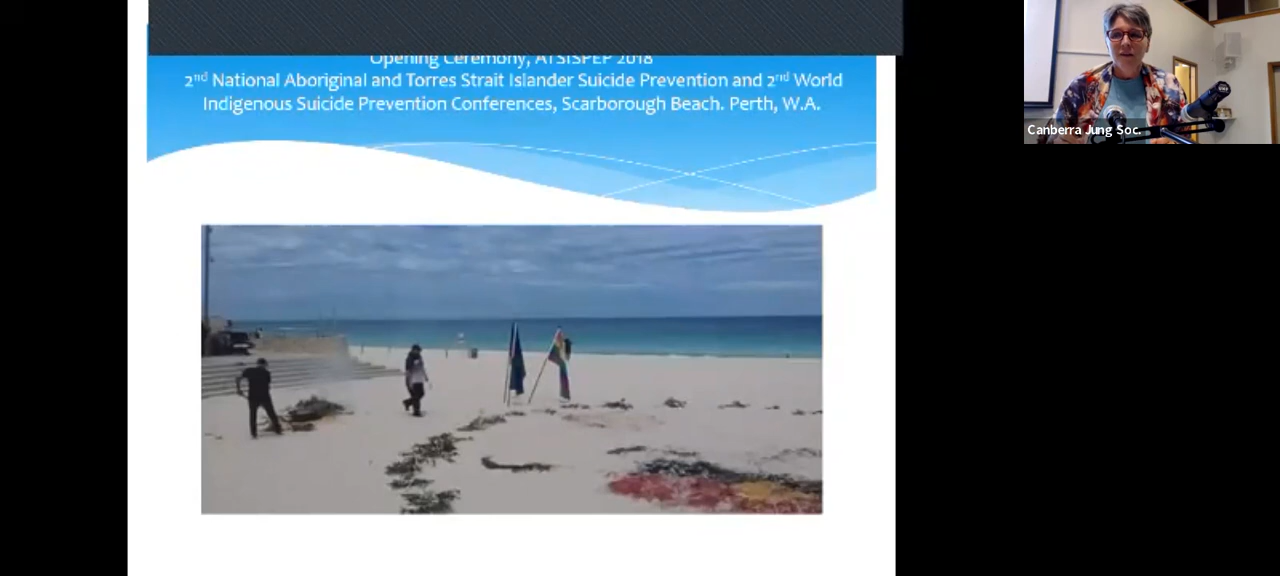 Opening Ceremony, ATSISPEP 2018
2nd National Aboriginal and Torres Strait Islander Suicide Prevention and 2nd World
Indigenous Suicide Prevention Conferences, Scarborough Beach. Perth, W.A.
Canberra Jung Soc.